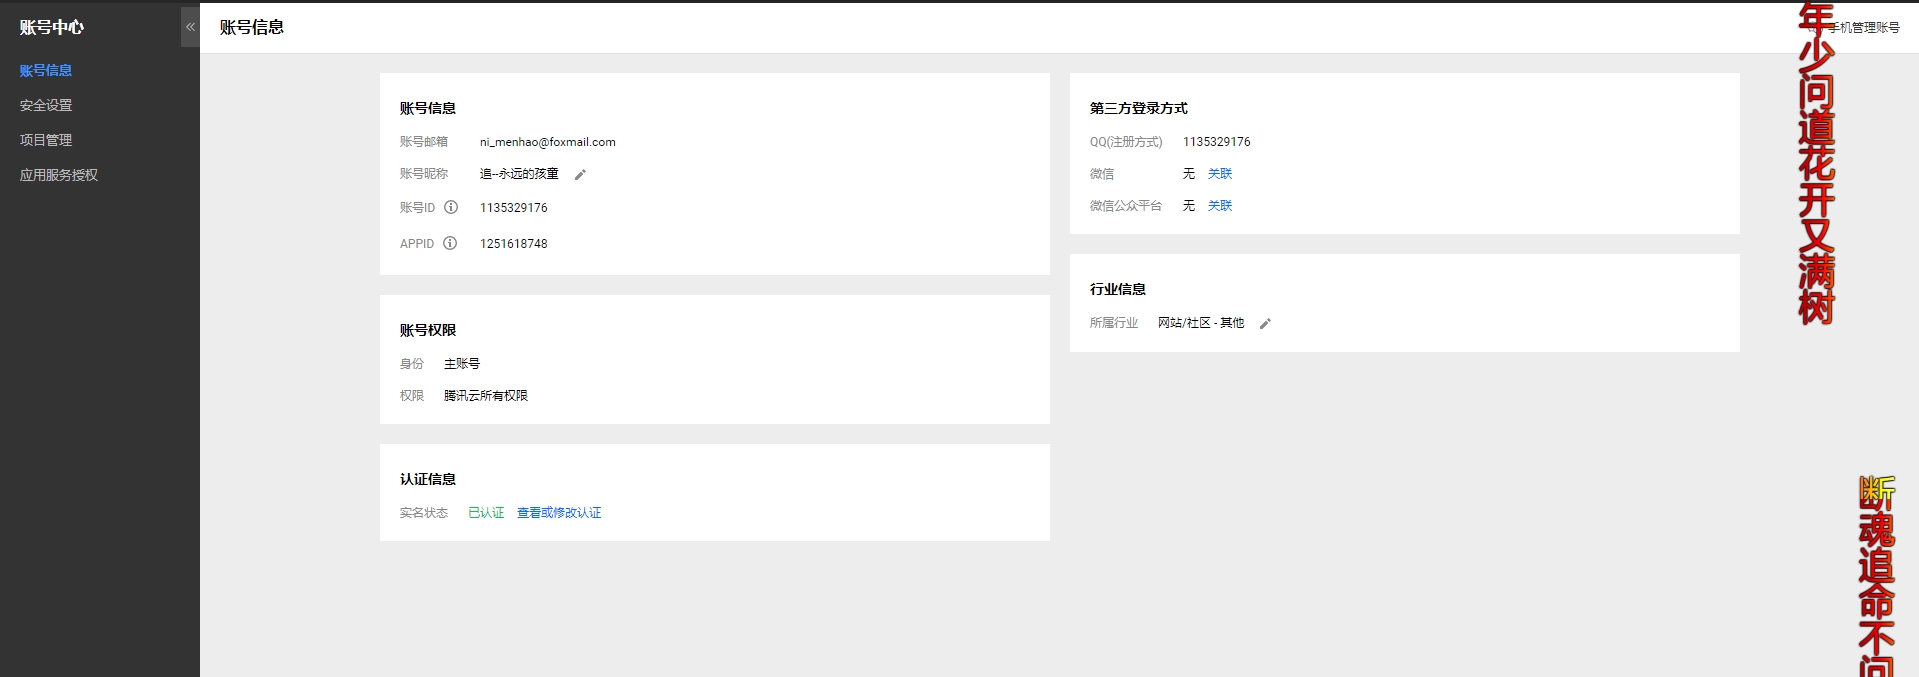 账号中心
«
账号信息
安全设置
项目管理
应用服务授权
账号信息
手机管理账号
账号信息
账号邮箱 ni_menhao@foxmail.com
账号昵称 追--永远的孩童
账号ID 1135329176
APPID 1251618748
账号权限
身份 主账号
权限 腾讯云所有权限
认证信息
实名状态 已认证 查看或修改认证
第三方登录方式
QQ(注册方式) 1135329176
微信 无 关联
微信公众平台 无 关联
行业信息
所属行业 网站/社区 - 其他
年少问道花开又满树
断魂追命不问